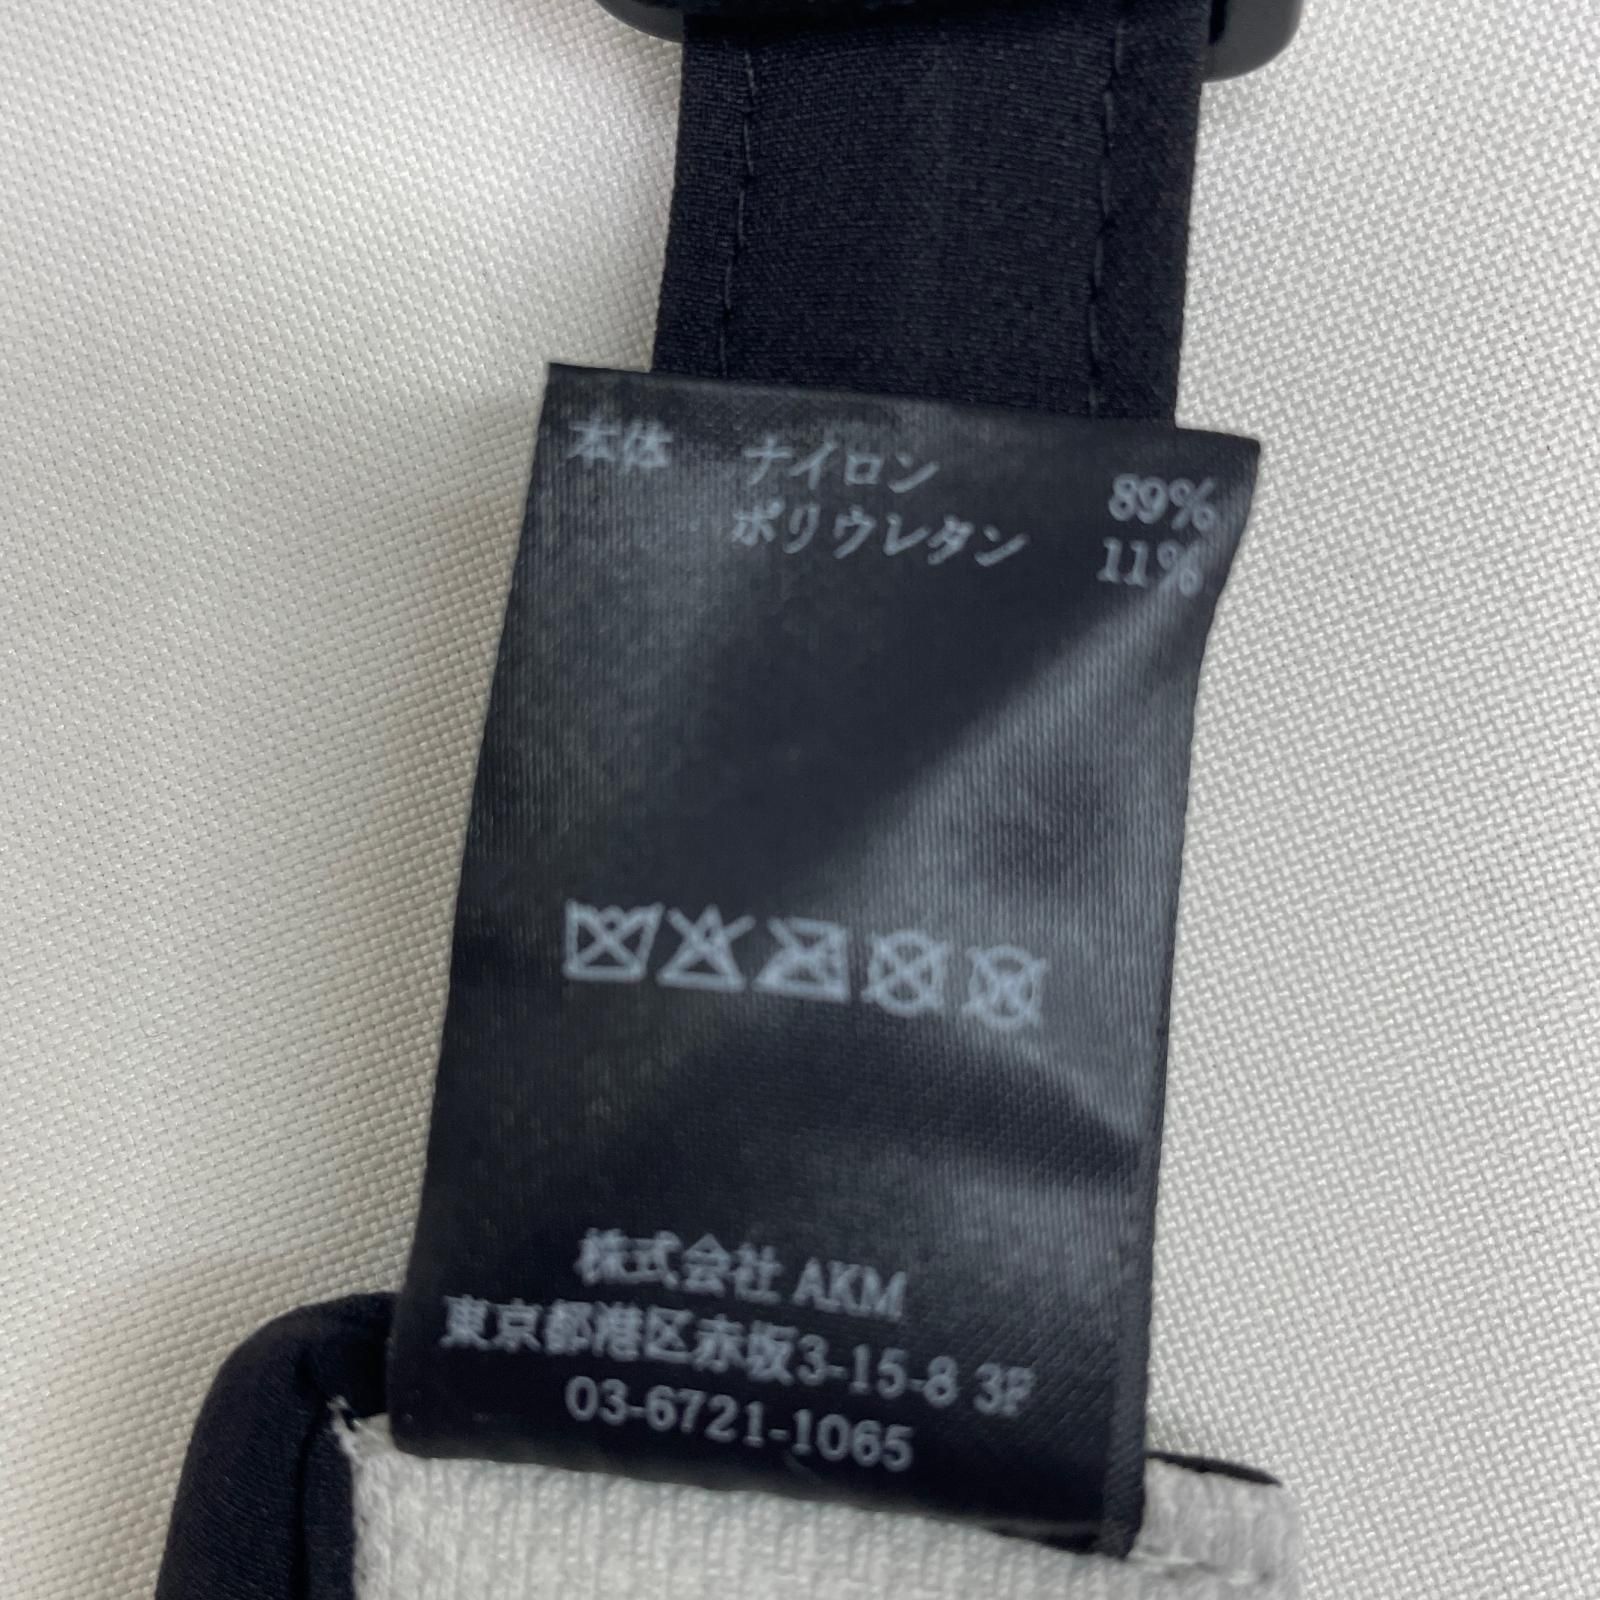 本体 ナイロン 89%
ポリウレタン 11%
株式会社 AKM
東京都港区赤坂3-15-8 3F
03-6721-1065